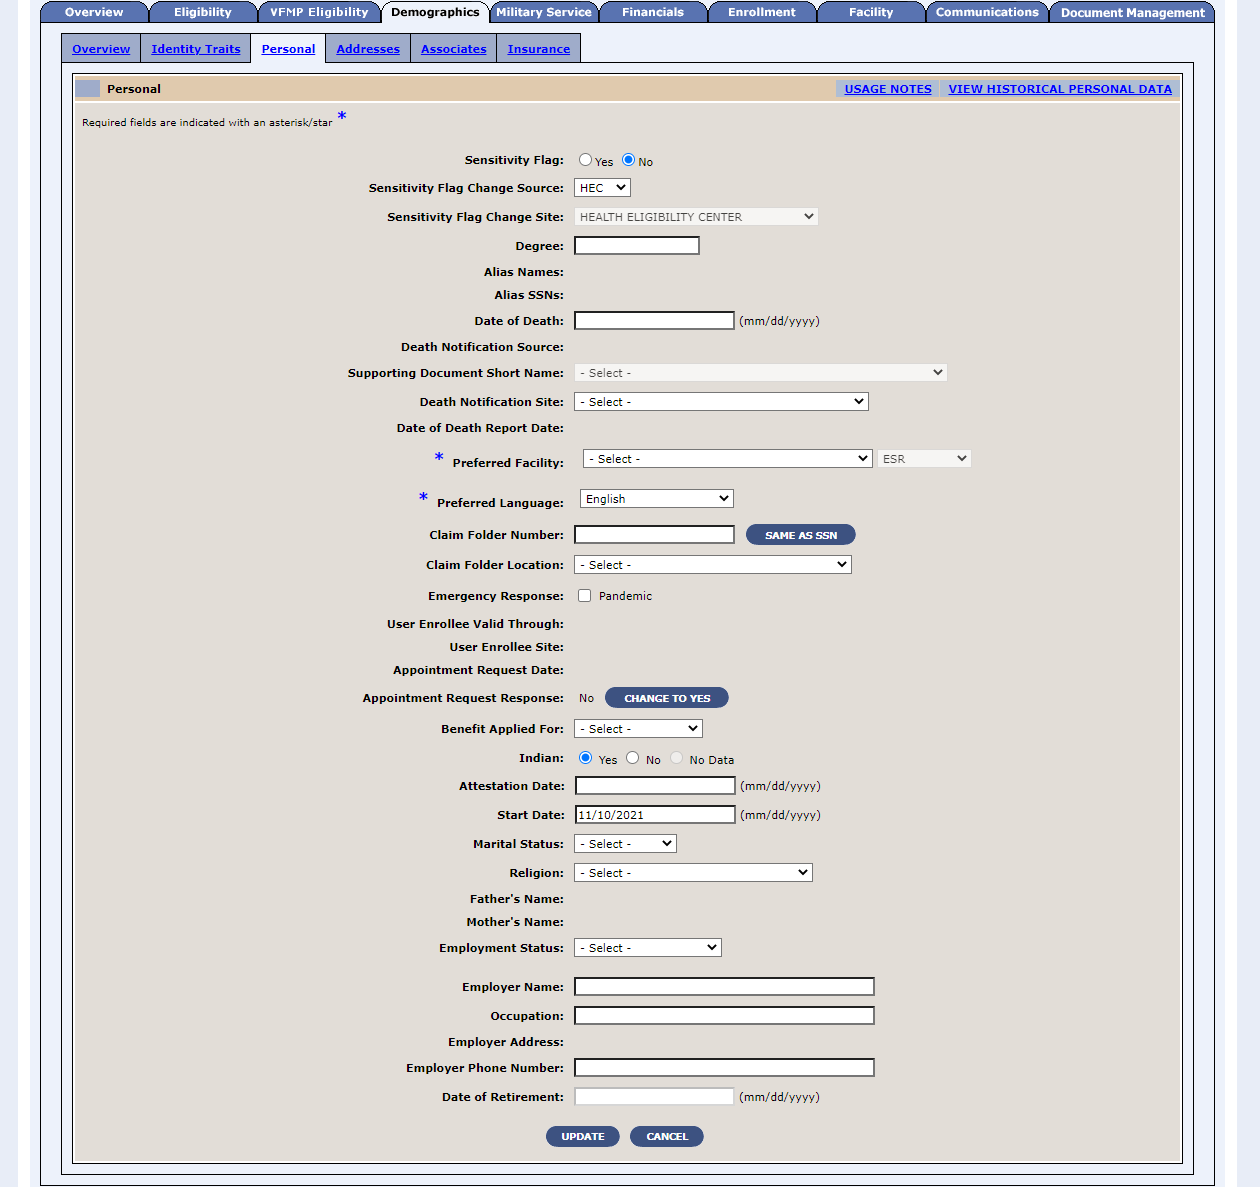 Overview Eligibility VFMP Eligibility Demographics Military Service Financials Enrollment Facility Communications Document Management
Overview Identity Traits Personal Addresses Associates Insurance
Personal USAGE NOTES VIEW HISTORICAL PERSONAL DATA
Required fields are indicated with an asterisk/star *
Sensitivity Flag: Yes No
Sensitivity Flag Change Source: HEC
Sensitivity Flag Change Site: HEALTH ELIGIBILITY CENTER
Degree:
Alias Names:
Alias SSNs:
Date of Death: (mm/dd/yyyy)
Death Notification Source:
Supporting Document Short Name: - Select -
Death Notification Site: - Select -
Date of Death Report Date:
* Preferred Facility: - Select - ESR
* Preferred Language: English
Claim Folder Number: SAME AS SSN
Claim Folder Location: - Select -
Emergency Response: Pandemic
User Enrollee Valid Through:
User Enrollee Site:
Appointment Request Date:
Appointment Request Response: No CHANGE TO YES
Benefit Applied For: - Select -
Indian: Yes No No Data
Attestation Date: (mm/dd/yyyy)
Start Date: 11/10/2021 (mm/dd/yyyy)
Marital Status: - Select -
Religion: - Select -
Father's Name:
Mother's Name:
Employment Status: - Select -
Employer Name:
Occupation:
Employer Address:
Employer Phone Number:
Date of Retirement: (mm/dd/yyyy)
UPDATE CANCEL